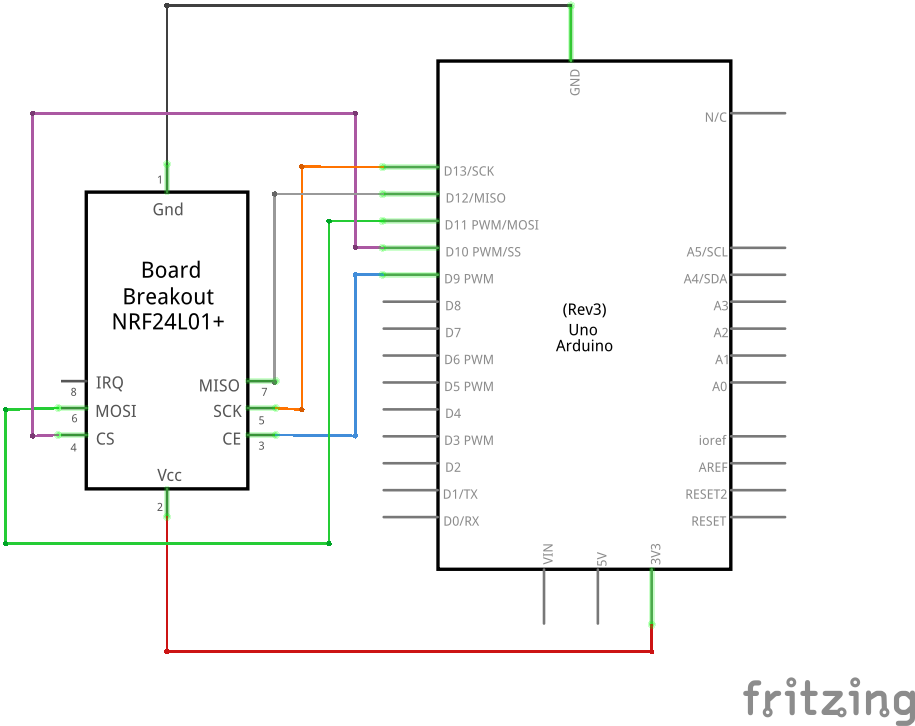 GND
N/C
D13/SCK
D12/MISO
D11 PWM/MOSI
D10 PWM/SS
D9 PWM
D8
D7
D6 PWM
D5 PWM
D4
D3 PWM
D2
D1/TX
D0/RX
A5/SCL
A4/SDA
A3
A2
A1
A0
ioref
AREF
RESET2
RESET
(Rev3)
Uno
Arduino
VIN
5V
3V3
1
Gnd
Board
Breakout
NRF24L01+
IRQ
8
MOSI
6
CS
4
MISO
7
SCK
5
CE
3
Vcc
2
fritzing